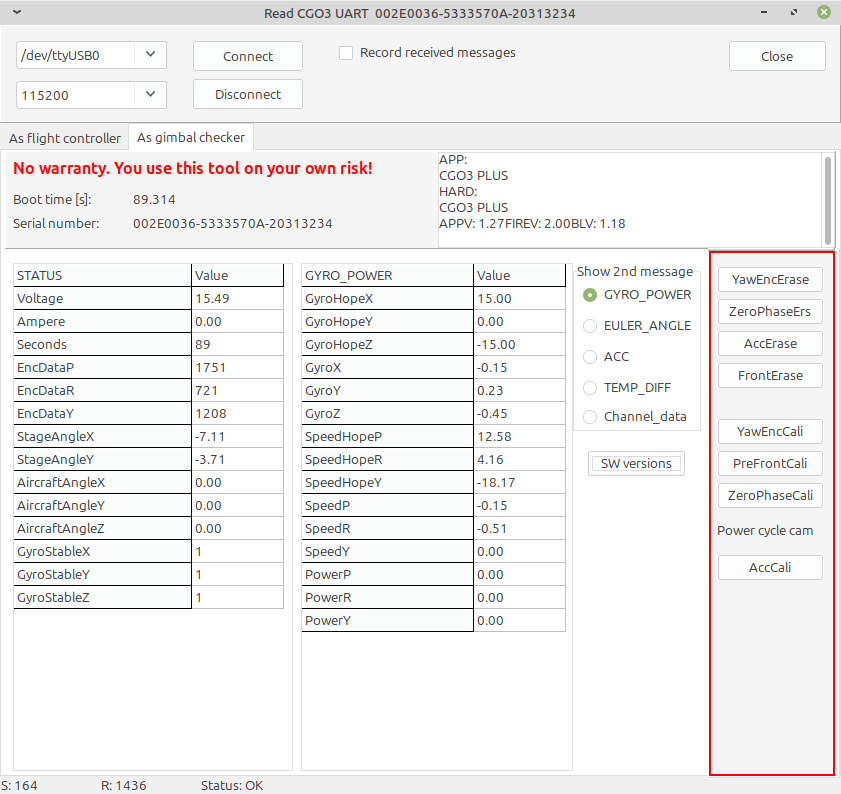 Read CGO3 UART 002E0036-5333570A-20313234
/dev/ttyUSB0
Connect
Record received messages
Close
115200
Disconnect
As flight controller
As gimbal checker
No warranty. You use this tool on your own risk!
Boot time [s]: 89.314
Serial number: 002E0036-5333570A-20313234
APP:
CGO3 PLUS
HARD:
CGO3 PLUS
APPV: 1.27FIREV: 2.00BLV: 1.18
STATUS Value
Voltage 15.49
Ampere 0.00
Seconds 89
EncDataP 1751
EncDataR 721
EncDataY 1208
StageAngleX -7.11
StageAngleY -3.71
AircraftAngleX 0.00
AircraftAngleY 0.00
AircraftAngleZ 0.00
GyroStableX 1
GyroStableY 1
GyroStableZ 1
GYRO_POWER Value
GyroHopeX 15.00
GyroHopeY 0.00
GyroHopeZ -15.00
GyroX -0.15
GyroY 0.23
GyroZ -0.45
SpeedHopeP 12.58
SpeedHopeR 4.16
SpeedHopeY -18.17
SpeedP -0.15
SpeedR -0.51
SpeedY 0.00
PowerP 0.00
PowerR 0.00
PowerY 0.00
Show 2nd message
GYRO_POWER
EULER_ANGLE
ACC
TEMP_DIFF
Channel_data
SW versions
YawEncErase
ZeroPhaseErs
AccErase
FrontErase
YawEncCali
PreFrontCali
ZeroPhaseCali
Power cycle cam
AccCali
S: 164 R: 1436 Status: OK